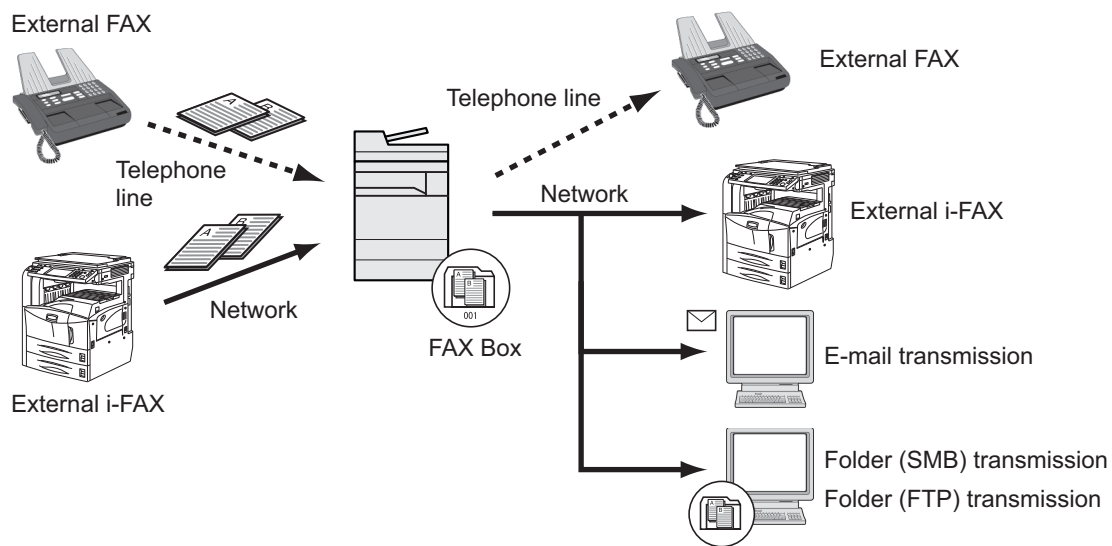 External FAX
External FAX
Telephone line
A
B
Telephone
line
Network
External i-FAX
A
B
Network
A
B
001
FAX Box
External i-FAX
E-mail transmission
Folder (SMB) transmission
Folder (FTP) transmission
A
B